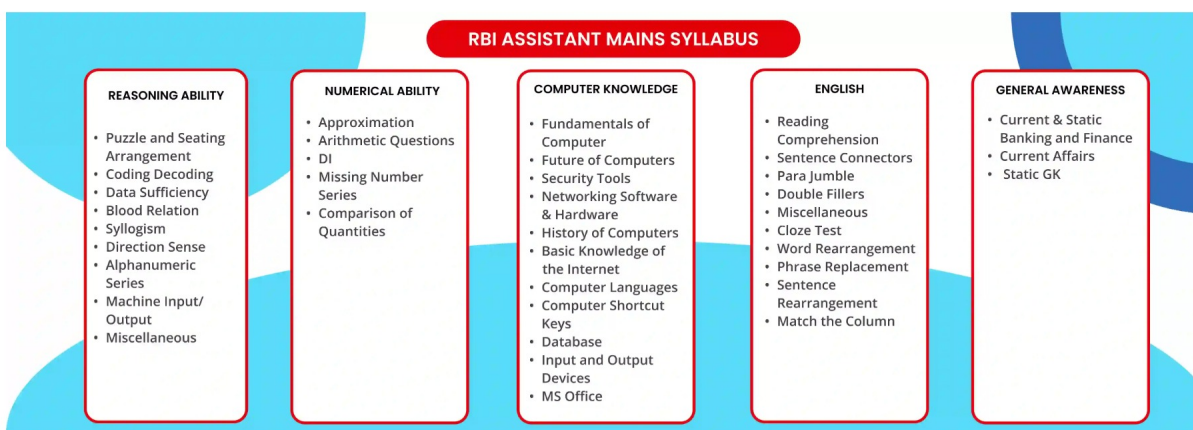 RBI ASSISTANT MAINS SYLLABUS
REASONING ABILITY
• Puzzle and Seating
Arrangement
• Coding Decoding
• Data Sufficiency
• Blood Relation
• Syllogism
• Direction Sense
• Alphanumeric
Series
• Machine Input/
Output
• Miscellaneous
NUMERICAL ABILITY
• Approximation
• Arithmetic Questions
• DI
• Missing Number
Series
• Comparison of
Quantities
COMPUTER KNOWLEDGE
• Fundamentals of
Computer
• Future of Computers
• Security Tools
• Networking Software
& Hardware
• History of Computers
• Basic Knowledge of
the Internet
• Computer Languages
• Computer Shortcut
Keys
• Database
• Input and Output
Devices
• MS Office
ENGLISH
• Reading
Comprehension
• Sentence Connectors
• Para Jumble
• Double Fillers
• Miscellaneous
• Cloze Test
• Word Rearrangement
• Phrase Replacement
• Sentence
Rearrangement
• Match the Column
GENERAL AWARENESS
• Current & Static
Banking and Finance
• Current Affairs
• Static GK